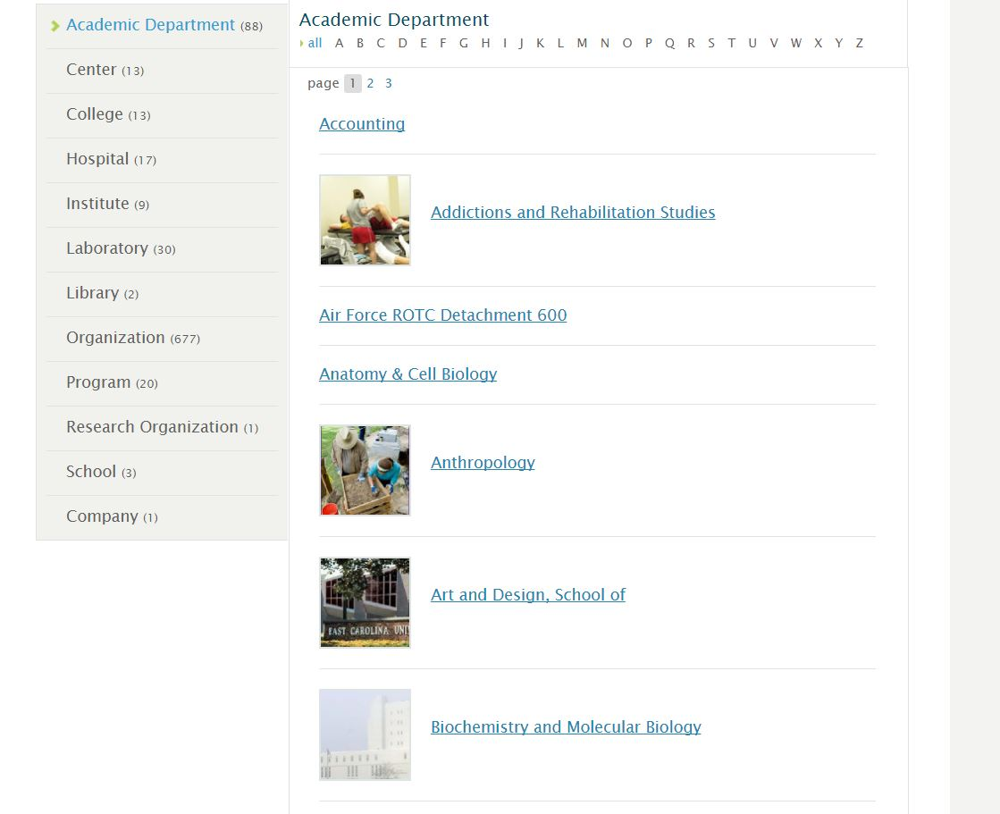 Academic Department (88)
Center (13)
College (13)
Hospital (17)
Institute (9)
Laboratory (30)
Library (2)
Organization (677)
Program (20)
Research Organization (1)
School (3)
Company (1)
Academic Department
all A B C D E F G H I J K L M N O P Q R S T U V W X Y Z
page 1 2 3
Accounting
Addictions and Rehabilitation Studies
Air Force ROTC Detachment 600
Anatomy & Cell Biology
Anthropology
Art and Design, School of
EAST CAROLINA UNI
Biochemistry and Molecular Biology